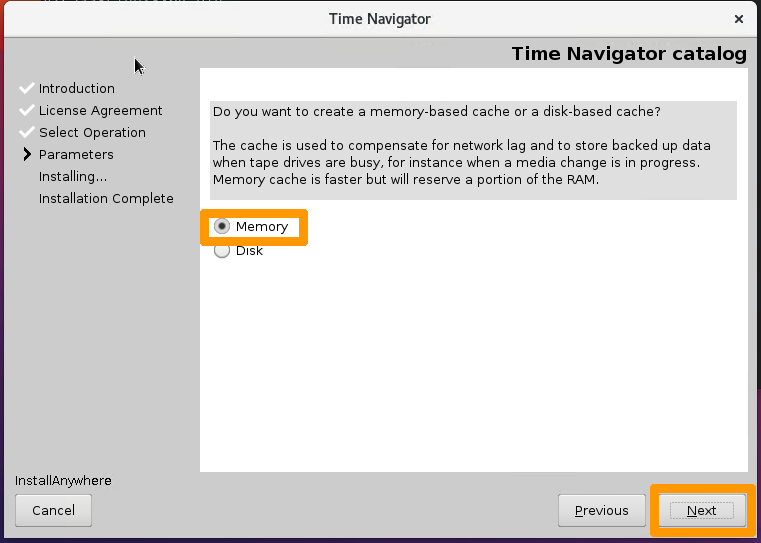 Time Navigator
Time Navigator catalog
Introduction
License Agreement
Select Operation
Parameters
Installing...
Installation Complete
Do you want to create a memory-based cache or a disk-based cache?
The cache is used to compensate for network lag and to store backed up data
when tape drives are busy, for instance when a media change is in progress.
Memory cache is faster but will reserve a portion of the RAM.
Memory
Disk
InstallAnywhere
Cancel
Previous
Next